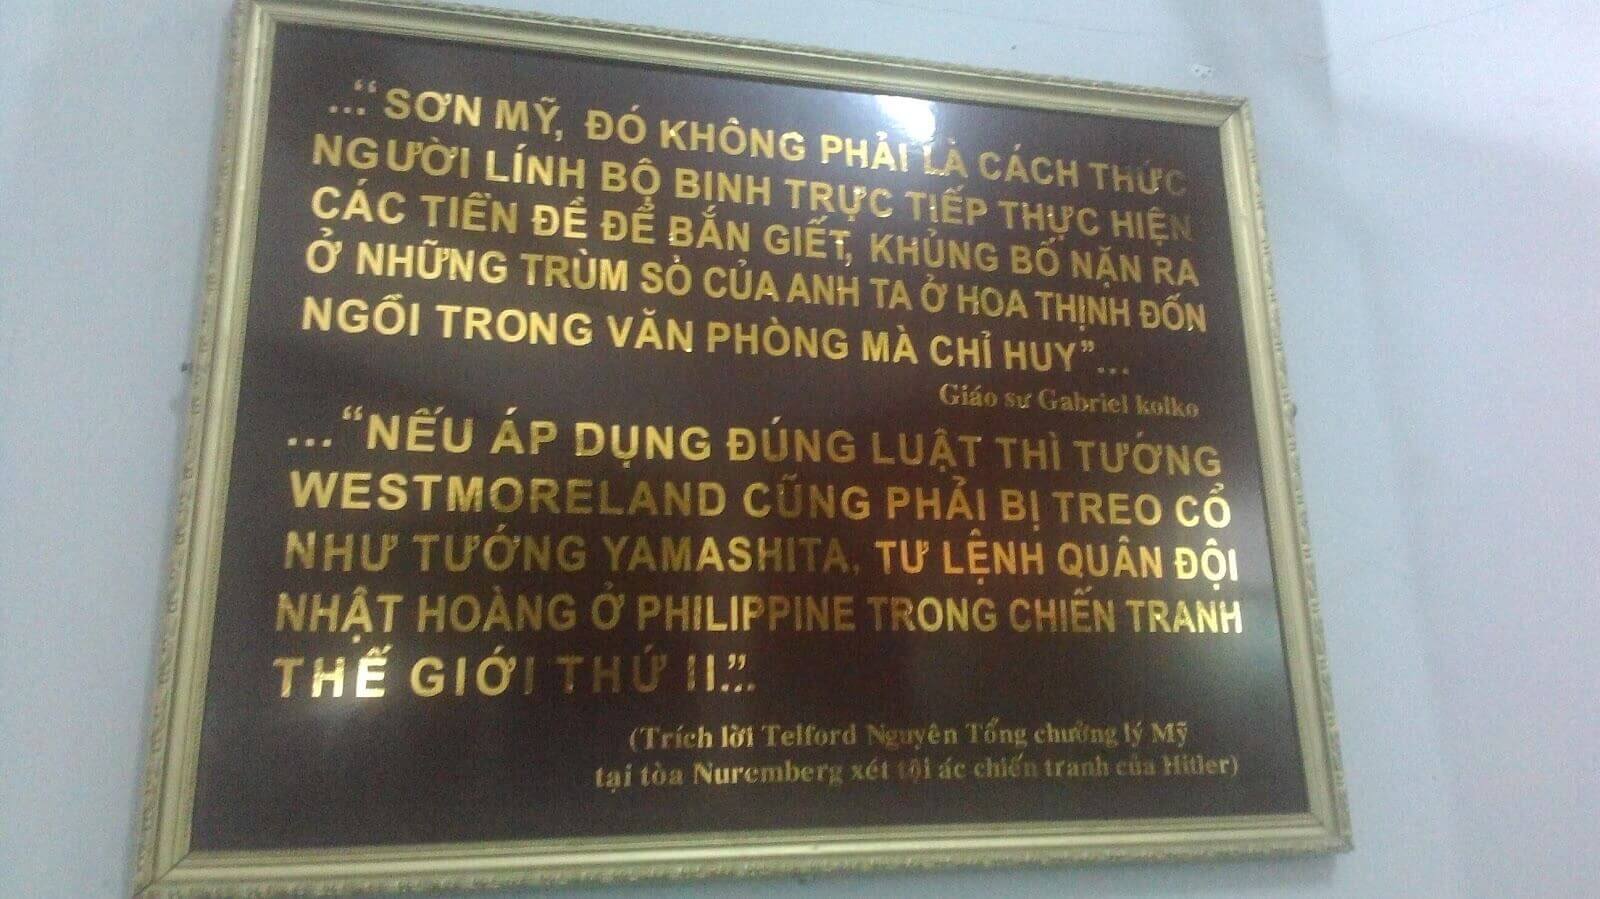 ..."SƠN MỸ, ĐÓ KHÔNG PHẢI LÀ CÁCH THỨC
NGƯỜI LÍNH BỘ BINH TRỰC TIẾP THỰC HIỆN
CÁC TIỀN ĐỀ ĐỂ BẮN GIẾT, KHỦNG BỐ NẶN RA
Ở NHỮNG TRÙM SÒ CỦA ANH TA Ở HOA THỊNH ĐỐN
NGỒI TRONG VĂN PHÒNG MÀ CHỈ HUY"...
Giáo sư Gabriel kolko
..."NẾU ÁP DỤNG ĐÚNG LUẬT THÌ TƯỚNG
WESTMORELAND CŨNG PHẢI BỊ TREO CỔ
NHƯ TƯỚNG YAMASHITA, TƯ LỆNH QUÂN ĐỘI
NHẬT HOÀNG Ở PHILIPPINE TRONG CHIẾN TRANH
THẾ GIỚI THỨ II"...
(Trích lời Telford Nguyên Tổng chưởng lý Mỹ
tại tòa Nuremberg xét tội ác chiến tranh của Hitler)